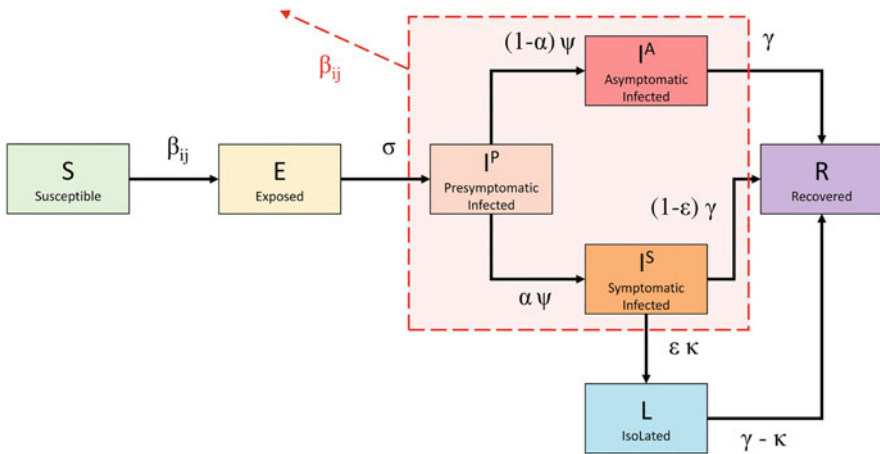 β_ij
(1-α) ψ
I^A
Asymptomatic
Infected
γ
S
Susceptible
β_ij
E
Exposed
σ
I^P
Presymptomatic
Infected
R
Recovered
(1-ε) γ
α ψ
I^S
Symptomatic
Infected
ε κ
L
IsoLated
γ - κ